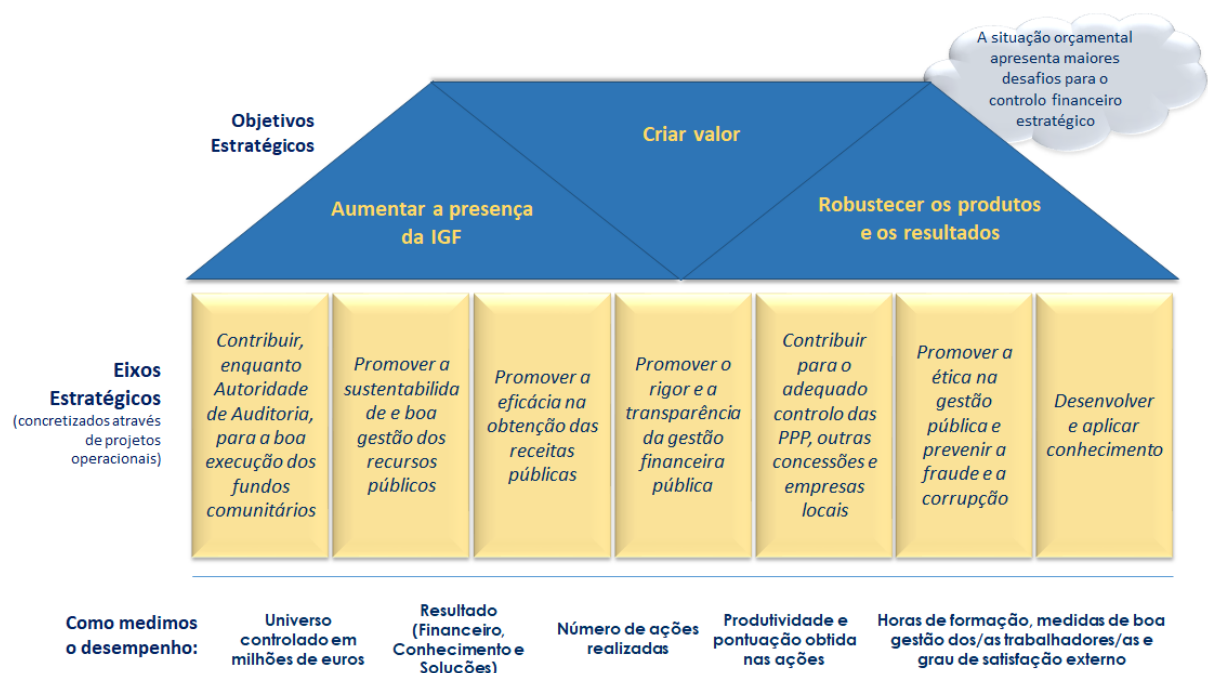 A situação orçamental
apresenta maiores
desafios para o
controlo financeiro
estratégico
Objetivos
Estratégicos
Criar valor
Aumentar a presença
da IGF
Robustecer os produtos
e os resultados
Eixos
Estratégicos
(concretizados através
de projetos
operacionais)
Contribuir,
enquanto
Autoridade
de Auditoria,
para a boa
execução dos
fundos
comunitários
Promover a
sustentabilida
de e boa
gestão dos
recursos
públicos
Promover a
eficácia na
obtenção das
receitas
públicas
Promover o
rigor e a
transparência
da gestão
financeira
pública
Contribuir
para o
adequado
controlo das
PPP, outras
concessões e
empresas
locais
Promover a
ética na
gestão
pública e
prevenir a
fraude e a
corrupção
Desenvolver
e aplicar
conhecimento
Como medimos
o desempenho:
Universo
controlado em
milhões de euros
Resultado
(Financeiro,
Conhecimento e
Soluções)
Número de ações
realizadas
Produtividade e
pontuação obtida
nas ações
Horas de formação, medidas de boa
gestão dos/as trabalhadores/as e
grau de satisfação externo